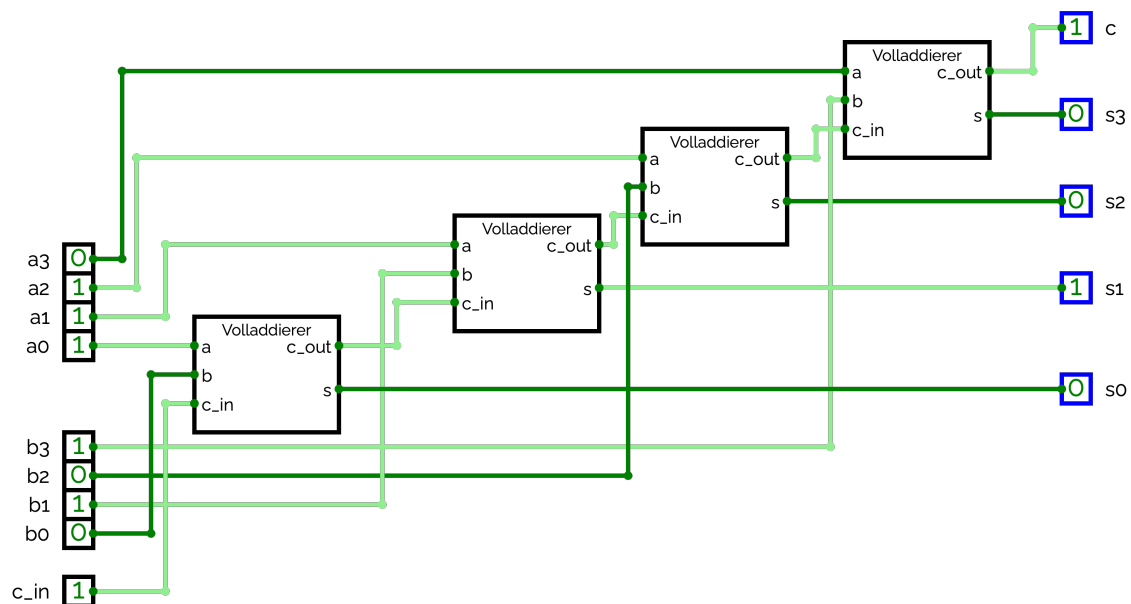 Volladdierer
a c_out
b
s
c_in
1 c
0 s3
Volladdierer
a c_out
b
s
c_in
0 s2
Volladdierer
a c_out
b
s
c_in
1 s1
a3 0
a2 1
a1 1
a0 1
Volladdierer
a c_out
b
s
c_in
0 s0
b3 1
b2 0
b1 1
b0 0
c_in 1